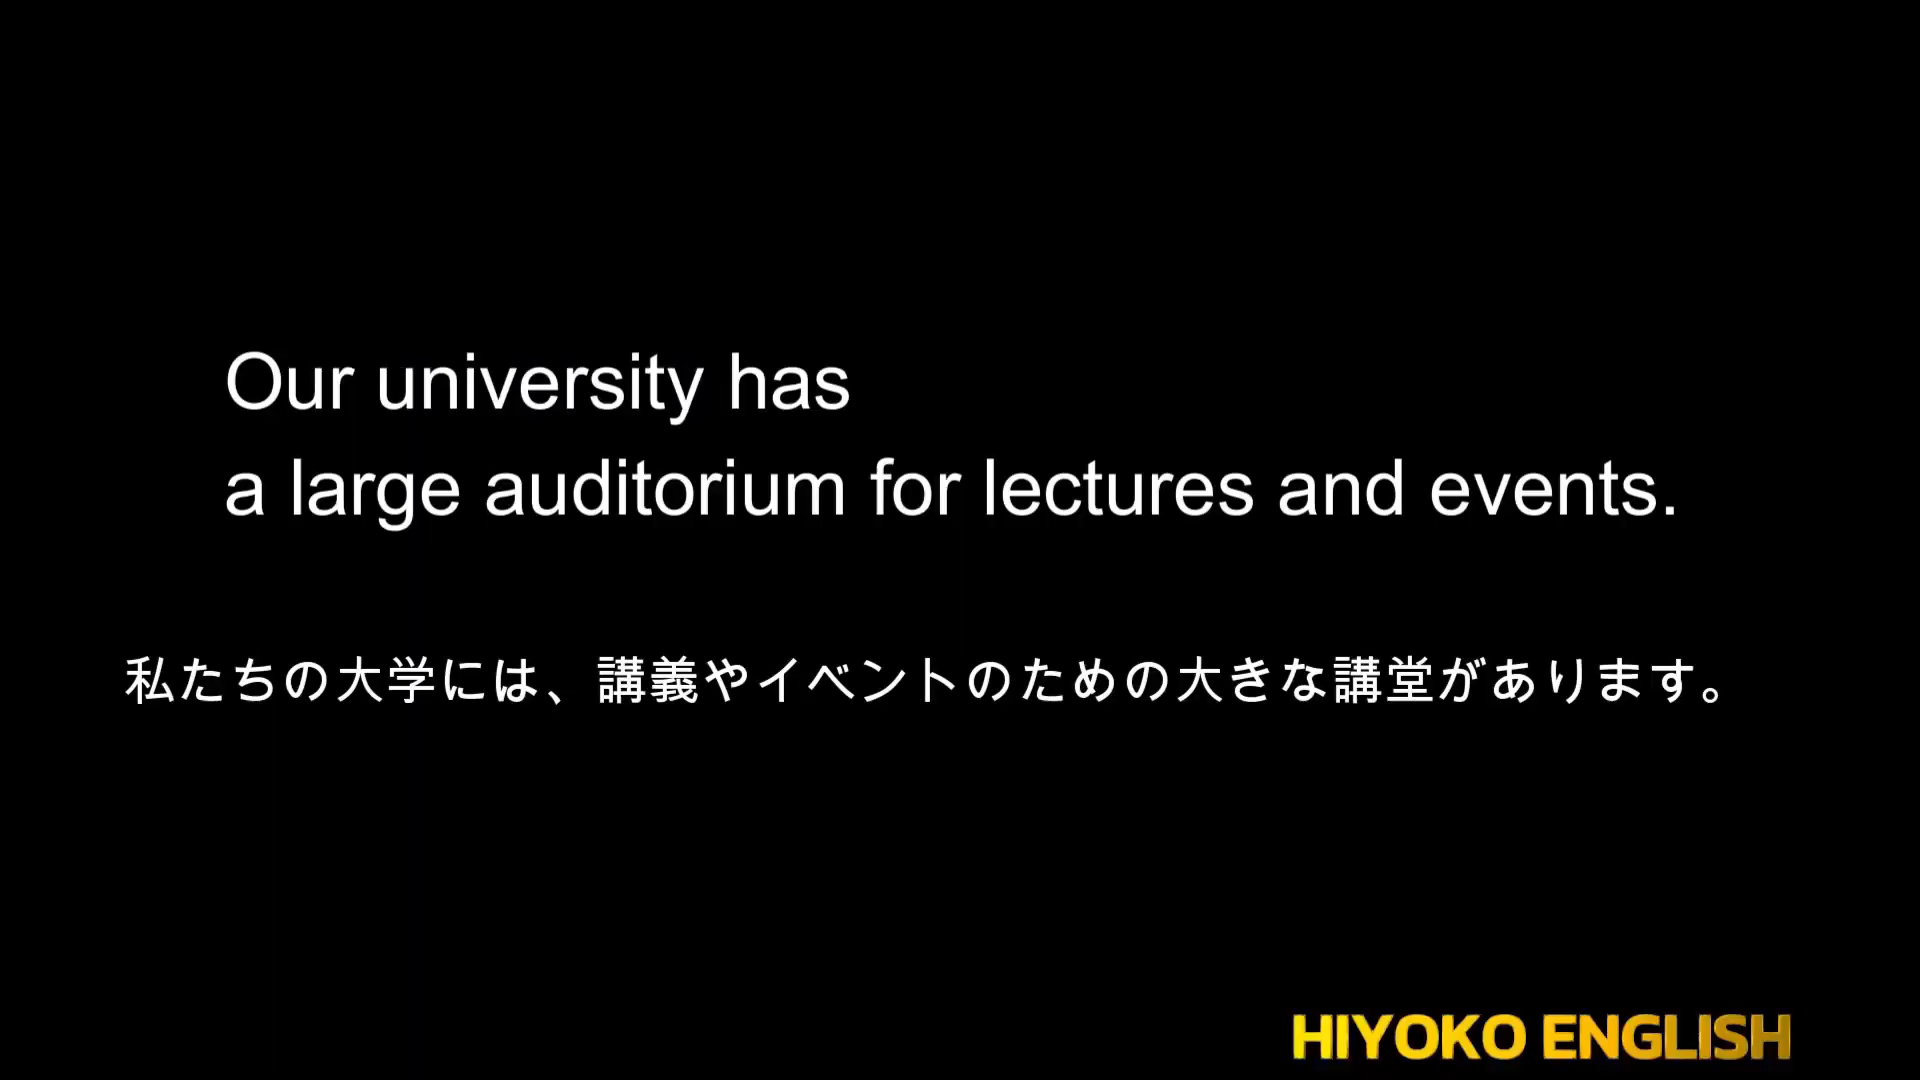 Our university has
a large auditorium for lectures and events.
私たちの大学には、講義やイベントのための大きな講堂があります。
HIYOKO ENGLISH